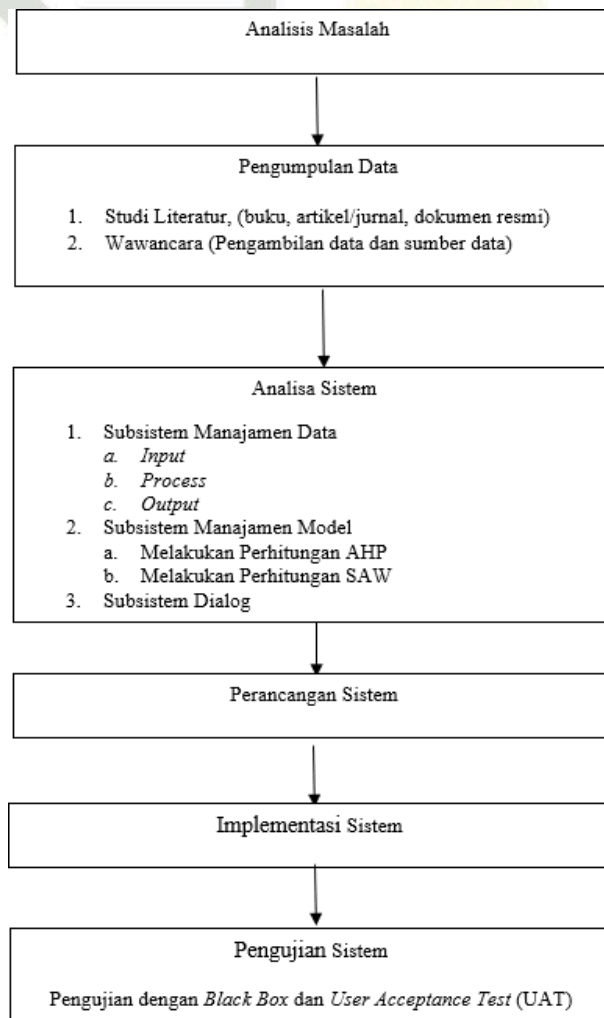 Analisis Masalah
Pengumpulan Data
1. Studi Literatur, (buku, artikel/jurnal, dokumen resmi)
2. Wawancara (Pengambilan data dan sumber data)
Analisa Sistem
1. Subsistem Manajamen Data
a. Input
b. Process
c. Output
2. Subsistem Manajamen Model
a. Melakukan Perhitungan AHP
b. Melakukan Perhitungan SAW
3. Subsistem Dialog
Perancangan Sistem
Implementasi Sistem
Pengujian Sistem
Pengujian dengan Black Box dan User Acceptance Test (UAT)